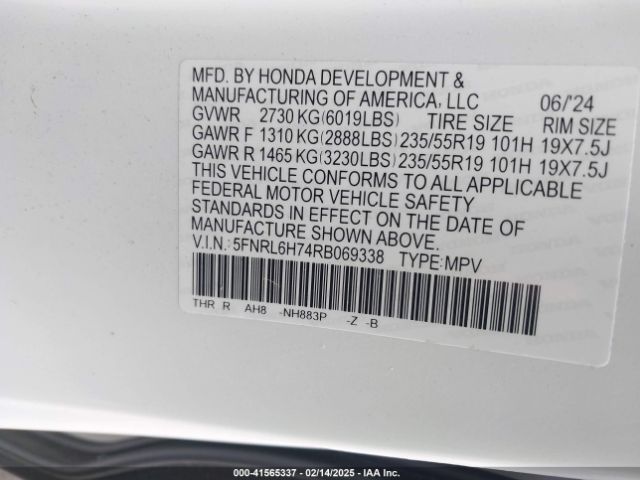 MFD. BY HONDA DEVELOPMENT &
MANUFACTURING OF AMERICA, LLC 06/'24
GVWR 2730 KG(6019LBS) TIRE SIZE RIM SIZE
GAWR F 1310 KG(2888LBS) 235/55R19 101H 19X7.5J
GAWR R 1465 KG(3230LBS) 235/55R19 101H 19X7.5J
THIS VEHICLE CONFORMS TO ALL APPLICABLE
FEDERAL MOTOR VEHICLE SAFETY
STANDARDS IN EFFECT ON THE DATE OF
MANUFACTURE SHOWN ABOVE.
V.I.N.: 5FNRL6H74RB069338 TYPE:MPV
THR R AH8 -NH883P -Z -B
000-41565337 - 02/14/2025 - IAA Inc.